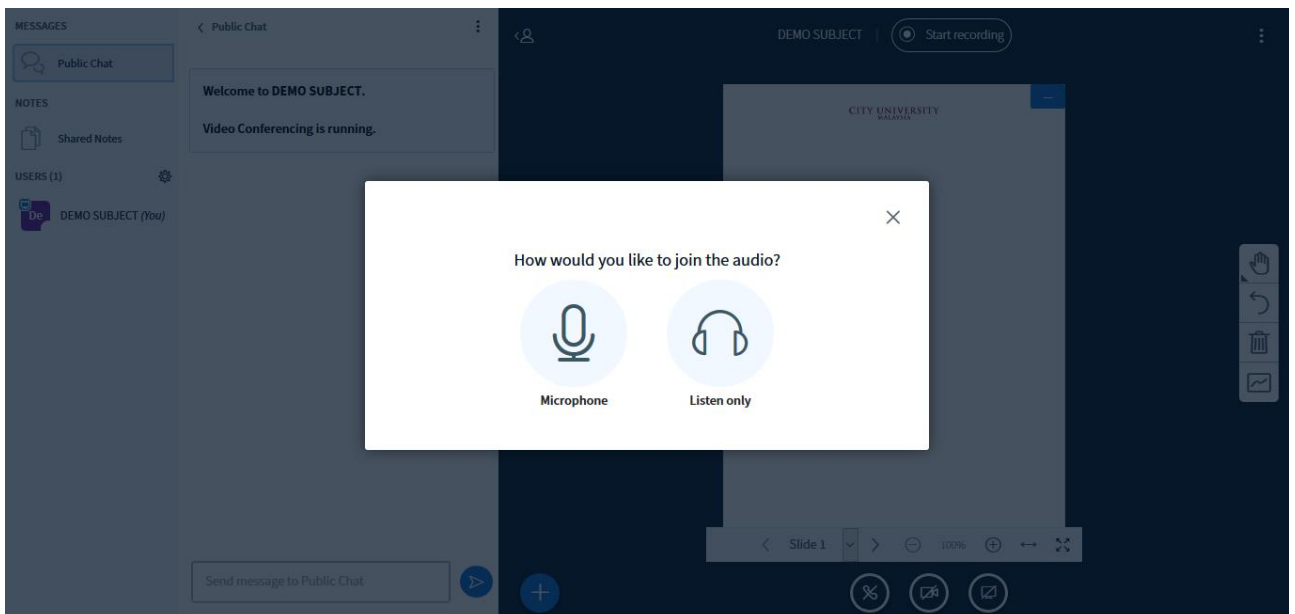 MESSAGES
Public Chat
NOTES
Shared Notes
USERS (1)
De
DEMO SUBJECT (You)
Public Chat
Welcome to DEMO SUBJECT.
Video Conferencing is running.
Send message to Public Chat
DEMO SUBJECT
Start recording
CITY UNIVERSITY
MALAYSIA
How would you like to join the audio?
Microphone
Listen only
Slide 1
100%